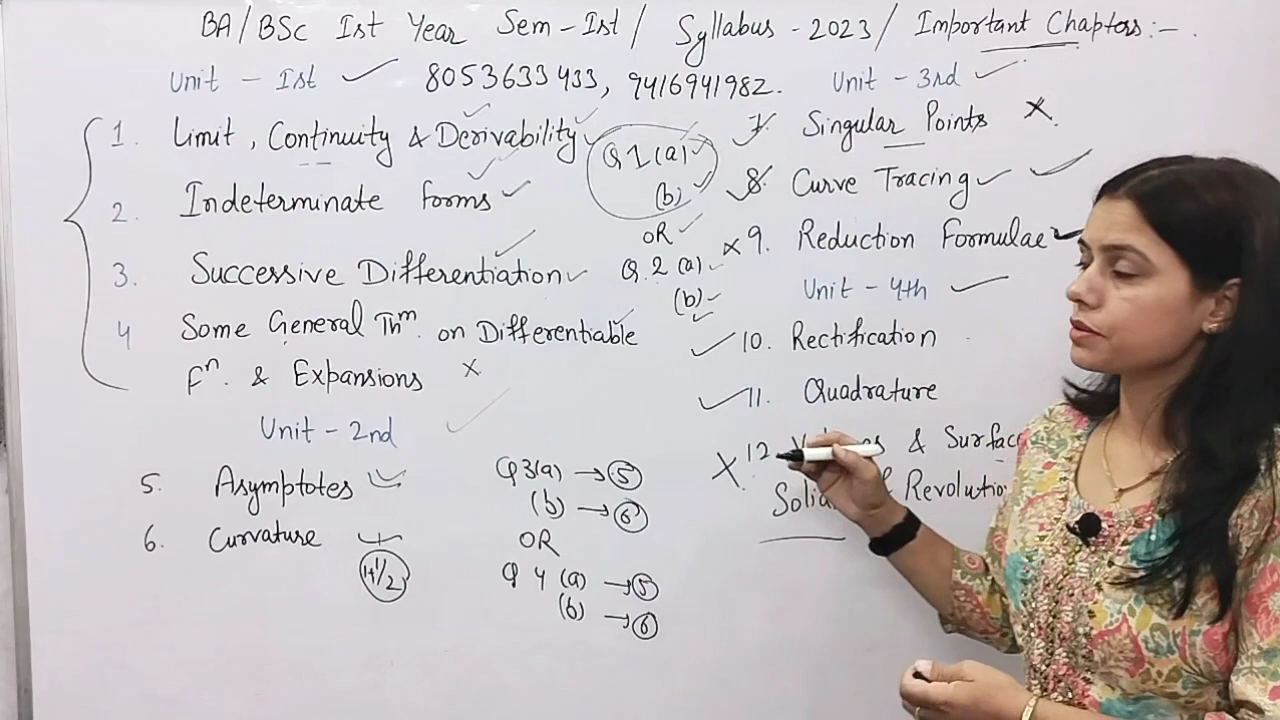 BA/BSc Ist Year Sem-Ist/ Syllabus-2023/ Important Chapters:-
Unit - Ist 8053633433, 9416941982.
1. Limit, Continuity & Derivability
2. Indeterminate forms
3. Successive Differentiation
4 Some General Thm. on Differentiable
Fn. & Expansions
Unit - 2nd
5. Asymptotes
6. Curvature
Q 1 (a)
(b)
OR
Q. 2 (a)
(b)
Q 3(a) → 5
(b) → 6
OR
Q 4 (a) → 5
(b) → 6
Unit - 3rd
7. Singular Points
8. Curve Tracing
9. Reduction Formulae
Unit - 4th
10. Rectification
11. Quadrature
12 & Surfac
Revolutio